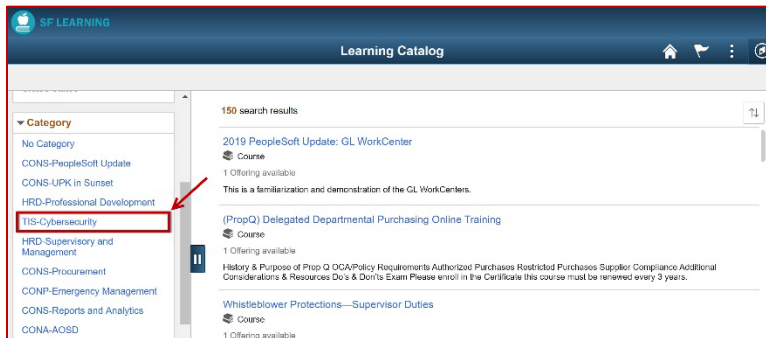 SF LEARNING
Learning Catalog
Category
No Category
CONS-PeopleSoft Update
CONS-UPK in Sunset
HRD-Professional Development
TIS-Cybersecurity
HRD-Supervisory and
Management
CONS-Procurement
CONP-Emergency Management
CONS-Reports and Analytics
CONA-AOSD
150 search results
2019 PeopleSoft Update: GL WorkCenter
Course
1 Offering available
This is a familiarization and demonstration of the GL WorkCenters.
(PropQ) Delegated Departmental Purchasing Online Training
Course
1 Offering available
History & Purpose of Prop Q OCA/Policy Requirements Authorized Purchases Restricted Purchases Supplier Compliance Additional
Considerations & Resources Do's & Don'ts Exam Please enroll in the Certificate this course must be renewed every 3 years.
Whistleblower Protections—Supervisor Duties
Course
1 Offering available